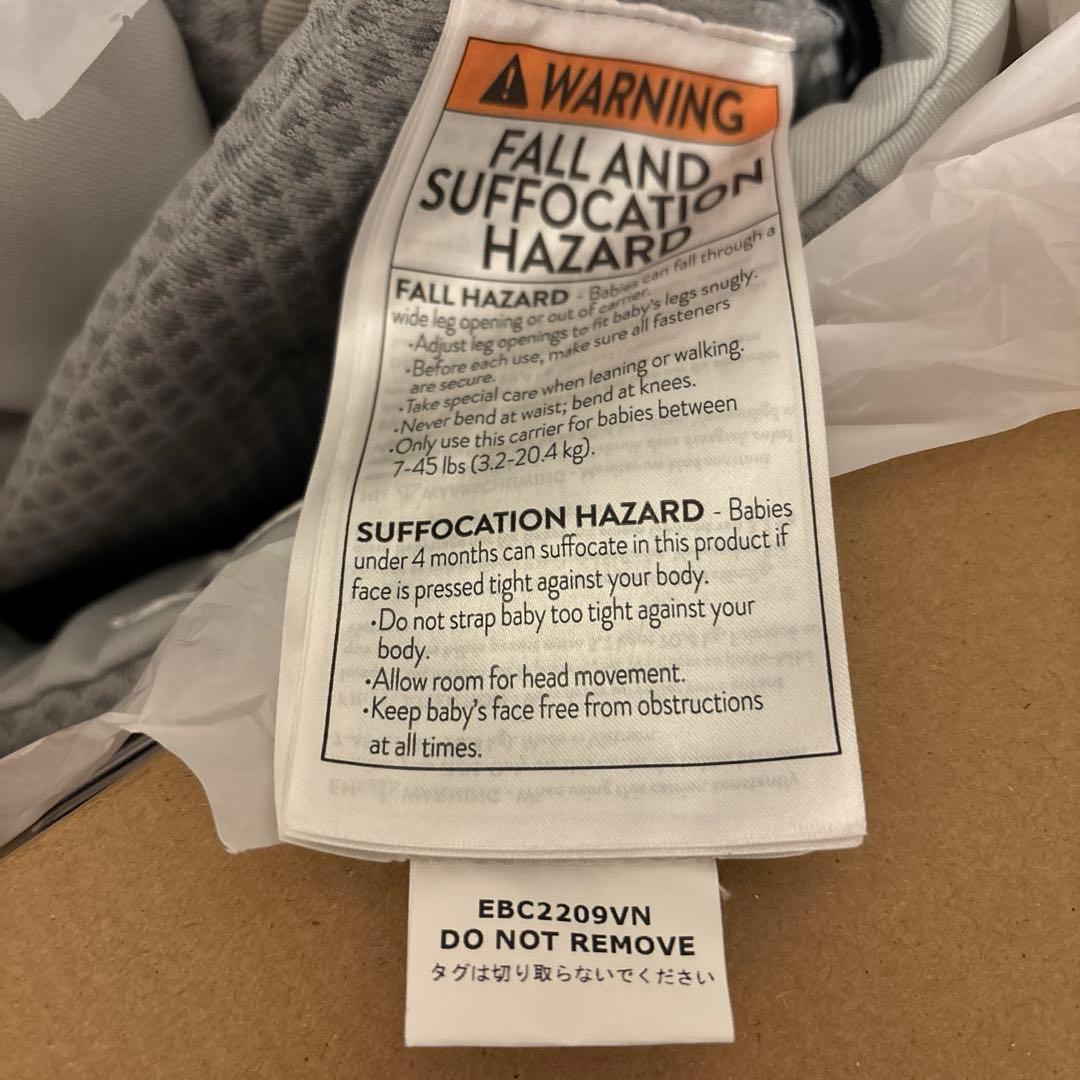 WARNING
FALL AND
SUFFOCATION
HAZARD
FALL HAZARD - Babies can fall through a
wide leg opening or out of carrier.
•Adjust leg openings to fit baby's legs snugly.
•Before each use, make sure all fasteners
are secure.
•Take special care when leaning or walking.
•Never bend at waist; bend at knees.
•Only use this carrier for babies between
7-45 lbs (3.2-20.4 kg).
SUFFOCATION HAZARD - Babies
under 4 months can suffocate in this product if
face is pressed tight against your body.
•Do not strap baby too tight against your
body.
•Allow room for head movement.
•Keep baby's face free from obstructions
at all times.
EBC2209VN
DO NOT REMOVE
タグは切り取らないでください